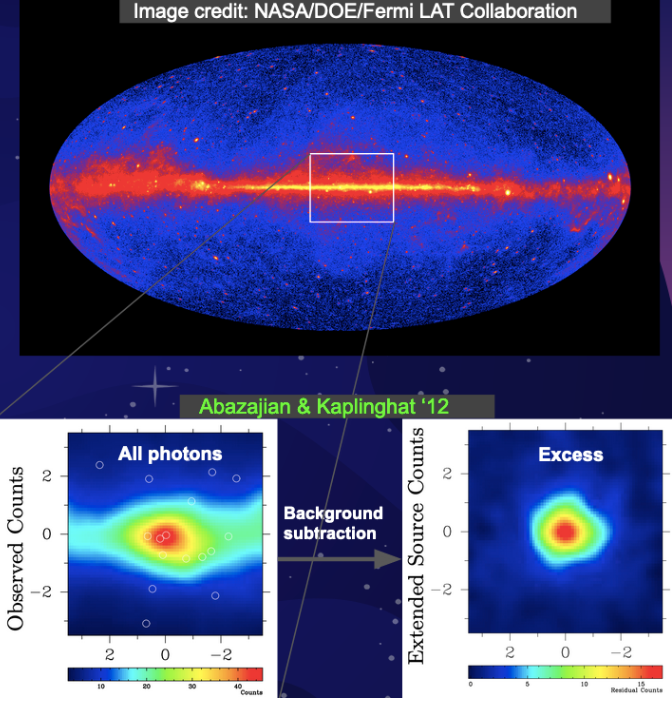 Image credit: NASA/DOE/Fermi LAT Collaboration
Abazajian & Kaplinghat ‘12
All photons
Observed Counts
2
0
−2
2 0 −2
10 20 30 40
Counts
Background
subtraction
Excess
Extended Source Counts
2
0
−2
2 0 −2
0 5 10 15
Residual Counts